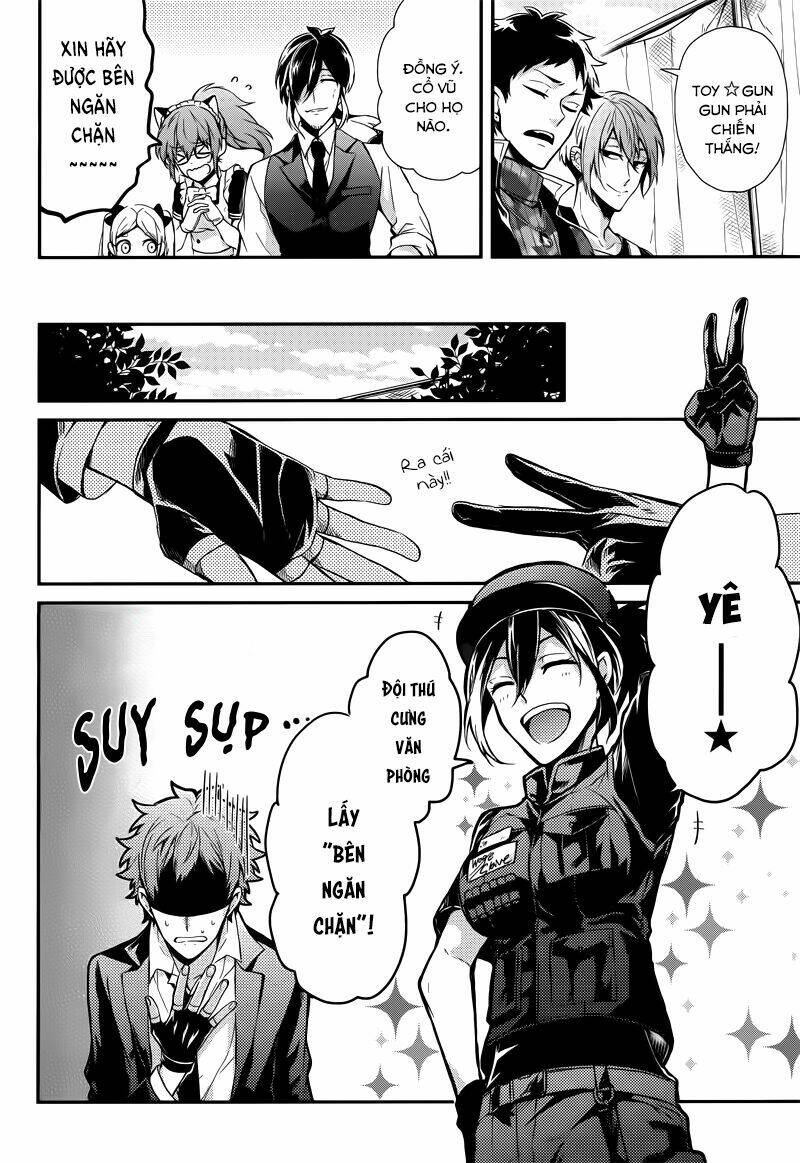 TOY ☆ GUN
GUN PHẢI
CHIẾN
THẮNG!
ĐỒNG Ý.
CỔ VŨ
CHO HỌ
NÀO.
XIN HÃY
ĐƯỢC BÊN
NGĂN
CHẶN
~~~~~
Ra cái
này!!
YÊ
—
★
ĐỘI THÚ
CƯNG
VĂN
PHÒNG
LẤY
"BÊN
NGĂN
CHẶN"!
SUY SỤP...